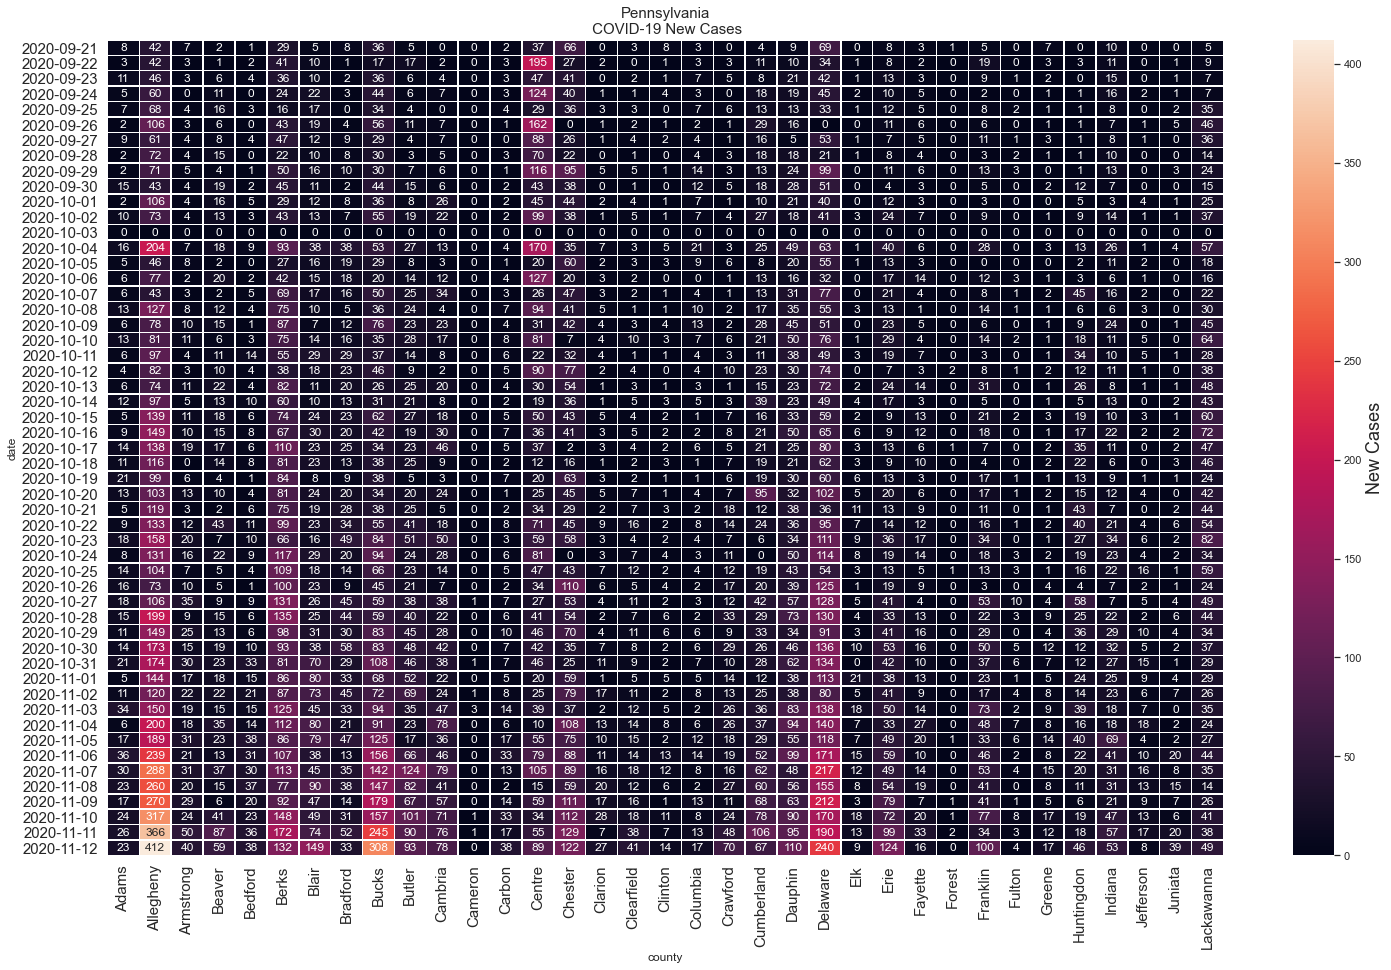 Pennsylvania
COVID-19 New Cases
2020-09-21 8 42 7 2 1 29 5 8 36 5 0 0 2 37 66 0 3 8 3 0 4 9 69 0 8 3 1 5 0 7 0 10 0 0 5
2020-09-22 3 42 3 1 2 41 10 1 17 17 2 0 3 195 27 2 0 1 3 3 11 10 34 1 8 2 0 19 0 3 3 11 0 1 9
2020-09-23 11 46 3 6 4 36 10 2 36 6 4 0 3 47 41 0 2 1 7 5 8 21 42 1 13 3 0 9 1 2 0 15 0 1 7
2020-09-24 5 60 0 11 0 24 22 3 44 6 7 0 3 124 40 1 1 4 3 0 18 19 45 2 10 5 0 2 0 1 1 16 2 1 7
2020-09-25 7 68 4 16 3 16 17 0 34 4 0 0 4 29 36 3 3 0 7 6 13 13 33 1 12 5 0 8 2 1 1 8 0 2 35
2020-09-26 2 106 3 6 0 43 19 4 56 11 7 0 1 162 0 1 2 1 2 1 29 16 0 0 11 6 0 6 0 1 1 7 1 5 46
2020-09-27 9 61 4 8 4 47 12 9 29 4 7 0 0 88 26 1 4 2 4 1 16 5 53 1 7 5 0 11 1 3 1 8 1 0 36
2020-09-28 2 72 4 15 0 22 10 8 30 3 5 0 3 70 22 0 1 0 4 3 18 18 21 1 8 4 0 3 2 1 1 10 0 0 14
2020-09-29 2 71 5 4 1 50 16 10 30 7 6 0 1 116 95 5 5 1 14 3 13 24 99 0 11 6 0 13 3 0 1 13 0 3 24
2020-09-30 15 43 4 19 2 45 11 2 44 15 6 0 2 43 38 0 1 0 12 5 18 28 51 0 4 3 0 5 0 2 12 7 0 0 15
2020-10-01 2 106 4 16 5 29 12 8 36 8 26 0 2 45 44 2 4 1 7 1 10 21 40 0 12 3 0 3 0 0 5 3 4 1 25
2020-10-02 10 73 4 13 3 43 13 7 55 19 22 0 2 99 38 1 5 1 7 4 27 18 41 3 24 7 0 9 0 1 9 14 1 1 37
2020-10-03 0 0 0 0 0 0 0 0 0 0 0 0 0 0 0 0 0 0 0 0 0 0 0 0 0 0 0 0 0 0 0 0 0 0 0
2020-10-04 16 204 7 18 9 93 38 38 53 27 13 0 4 170 35 7 3 5 21 3 25 49 63 1 40 6 0 28 0 3 13 26 1 4 57
2020-10-05 5 46 8 2 0 27 16 19 29 8 3 0 1 20 60 2 3 3 9 6 8 20 55 1 13 3 0 0 0 0 2 11 2 0 18
2020-10-06 6 77 2 20 2 42 15 18 20 14 12 0 4 127 20 3 2 0 0 1 13 16 32 0 17 14 0 12 3 1 3 6 1 0 16
2020-10-07 6 43 3 2 5 69 17 16 50 25 34 0 3 26 47 3 2 1 4 1 13 31 77 0 21 4 0 8 1 2 45 16 2 0 22
2020-10-08 13 127 8 12 4 75 10 5 36 24 4 0 7 94 41 5 1 1 10 2 17 35 55 3 13 1 0 14 1 1 6 6 3 0 30
2020-10-09 6 78 10 15 1 87 7 12 76 23 23 0 4 31 42 4 3 4 13 2 28 45 51 0 23 5 0 6 0 1 9 24 0 1 45
2020-10-10 13 81 11 6 3 75 14 16 35 28 17 0 8 81 7 4 10 3 7 6 21 50 76 1 29 4 0 14 2 1 18 11 5 0 64
2020-10-11 6 97 4 11 14 55 29 29 37 14 8 0 6 22 32 4 1 1 4 3 11 38 49 3 19 7 0 3 0 1 34 10 5 1 28
2020-10-12 4 82 3 10 4 38 18 23 46 9 2 0 5 90 77 2 4 0 4 10 23 30 74 0 7 3 2 8 1 2 12 11 1 0 38
2020-10-13 6 74 11 22 4 82 11 20 26 25 20 0 4 30 54 1 3 1 3 1 15 23 72 2 24 14 0 31 0 1 26 8 1 1 48
2020-10-14 12 97 5 13 10 60 10 13 31 21 8 0 2 19 36 1 5 3 5 3 39 23 49 4 17 3 0 5 0 1 5 13 0 2 43
2020-10-15 5 139 11 18 6 74 24 23 62 27 18 0 5 50 43 5 4 2 1 7 16 33 59 2 9 13 0 21 2 3 19 10 3 1 60
2020-10-16 9 149 10 15 8 67 30 20 42 19 30 0 7 36 41 3 5 2 2 8 21 50 65 6 9 12 0 18 0 1 17 22 2 2 72
2020-10-17 14 138 19 17 6 110 23 25 34 23 46 0 5 37 2 3 4 2 6 5 21 25 80 3 13 6 1 7 0 2 35 11 0 2 47
2020-10-18 11 116 0 14 8 81 23 13 38 25 9 0 2 12 16 1 2 3 1 7 19 21 62 3 9 10 0 4 0 2 22 6 0 3 46
2020-10-19 21 99 6 4 1 84 8 9 38 5 3 0 7 20 63 3 2 1 1 6 19 30 60 6 13 3 0 17 1 1 13 9 1 1 24
2020-10-20 13 103 13 10 4 81 24 20 34 20 24 0 1 25 45 5 7 1 4 7 95 32 102 5 20 6 0 17 1 2 15 12 4 0 42
2020-10-21 5 119 3 2 6 75 19 28 38 25 5 0 2 34 29 2 7 3 2 18 12 38 36 11 13 9 0 11 0 1 43 7 0 2 44
2020-10-22 9 133 12 43 11 99 23 34 55 41 18 0 8 71 45 9 16 2 8 14 24 36 95 7 14 12 0 16 1 2 40 21 4 6 54
2020-10-23 18 158 20 7 10 66 16 49 84 51 50 0 3 59 58 3 4 2 4 7 6 34 111 9 36 17 0 34 0 1 27 34 6 2 82
2020-10-24 8 131 16 22 9 117 29 20 94 24 28 0 6 81 0 3 7 4 3 11 0 50 114 8 19 14 0 18 3 2 19 23 4 2 34
2020-10-25 14 104 7 5 4 109 18 14 66 23 14 0 5 47 43 7 12 2 4 12 19 43 54 3 13 5 1 13 3 1 16 22 16 1 59
2020-10-26 16 73 10 5 1 100 23 9 45 21 7 0 2 34 110 6 5 4 2 17 20 39 125 1 19 9 0 3 0 4 4 7 2 1 24
2020-10-27 18 106 35 9 9 131 26 45 59 38 38 1 7 27 53 4 11 2 3 12 42 57 128 5 41 4 0 53 10 4 58 7 5 4 49
2020-10-28 15 199 9 15 6 135 25 44 59 40 22 0 6 41 54 2 7 6 2 33 29 73 130 4 33 13 0 22 3 9 25 22 2 6 44
2020-10-29 11 149 25 13 6 98 31 30 83 45 28 0 10 46 70 4 11 6 6 9 33 34 91 3 41 16 0 29 0 4 36 29 10 4 34
2020-10-30 14 173 15 19 10 93 38 58 83 48 42 0 7 42 35 7 8 2 6 29 26 46 136 10 53 16 0 50 5 12 12 32 5 2 37
2020-10-31 21 174 30 23 33 81 70 29 108 46 38 1 7 46 25 11 9 2 7 10 28 62 134 0 42 10 0 37 6 7 12 27 15 1 29
2020-11-01 5 144 17 18 15 86 80 33 68 52 22 0 5 20 59 1 5 5 5 14 12 38 113 21 38 13 0 23 1 5 24 25 9 4 29
2020-11-02 11 120 22 22 21 87 73 45 72 69 24 1 8 25 79 17 11 2 8 13 25 38 80 5 41 9 0 17 4 8 14 23 6 7 26
2020-11-03 34 150 19 15 15 125 45 33 94 35 47 3 14 39 37 2 12 5 2 26 36 83 138 18 50 14 0 73 2 9 39 18 7 0 35
2020-11-04 6 200 18 35 14 112 80 21 91 23 78 0 6 10 108 13 14 8 6 26 37 94 140 7 33 27 0 48 7 8 16 18 18 2 24
2020-11-05 17 189 31 23 38 86 79 47 125 17 36 0 17 55 75 10 15 2 12 18 29 55 118 7 49 20 1 33 6 14 40 69 4 2 27
2020-11-06 36 239 21 13 31 107 38 13 156 66 46 0 33 79 88 11 14 13 14 19 52 99 171 15 59 10 0 46 2 8 22 41 10 20 44
2020-11-07 30 288 31 37 30 113 45 35 142 124 79 0 13 105 89 16 18 12 8 16 62 48 217 12 49 14 0 53 4 15 20 31 16 8 35
2020-11-08 23 260 20 15 37 77 90 38 147 82 41 0 2 15 59 20 12 6 2 27 60 56 155 8 54 19 0 41 0 8 11 31 13 15 14
2020-11-09 17 270 29 6 20 92 47 14 179 67 57 0 14 59 111 17 16 1 13 11 68 63 212 3 79 7 1 41 1 5 6 21 9 7 26
2020-11-10 24 317 24 41 23 148 49 31 157 101 71 1 33 34 112 28 18 11 8 24 78 90 170 18 72 20 1 77 8 17 19 47 13 6 41
2020-11-11 26 366 50 87 36 172 74 52 245 90 76 1 17 55 129 7 38 7 13 48 106 95 190 13 99 33 2 34 3 12 18 57 17 20 38
2020-11-12 23 412 40 59 38 132 149 33 308 93 78 0 38 89 122 27 41 14 17 70 67 110 240 9 124 16 0 100 4 17 46 53 8 39 49
date
Adams Allegheny Armstrong Beaver Bedford Berks Blair Bradford Bucks Butler Cambria Cameron Carbon Centre Chester Clarion Clearfield Clinton Columbia Crawford Cumberland Dauphin Delaware Elk Erie Fayette Forest Franklin Fulton Greene Huntingdon Indiana Jefferson Juniata Lackawanna
county
400
350
300
250
200
150
100
50
0
New Cases